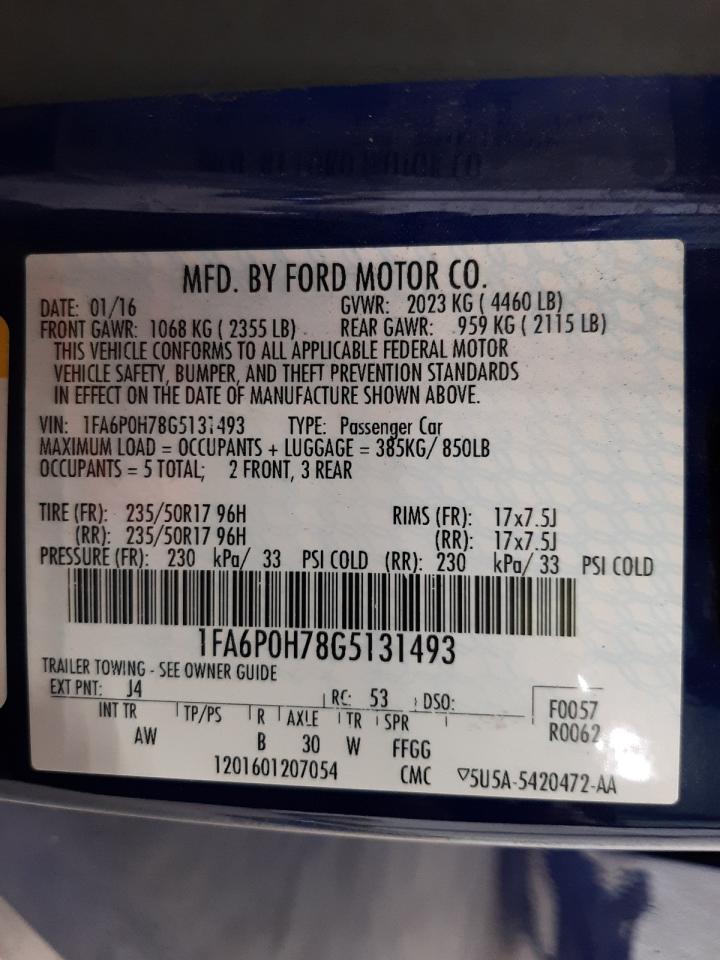 MFD. BY FORD MOTOR CO.
DATE: 01/16 GVWR: 2023 KG ( 4460 LB)
FRONT GAWR: 1068 KG ( 2355 LB) REAR GAWR: 959 KG ( 2115 LB)
THIS VEHICLE CONFORMS TO ALL APPLICABLE FEDERAL MOTOR
VEHICLE SAFETY, BUMPER, AND THEFT PREVENTION STANDARDS
IN EFFECT ON THE DATE OF MANUFACTURE SHOWN ABOVE.
VIN: 1FA6P0H78G5131493 TYPE: Passenger Car
MAXIMUM LOAD = OCCUPANTS + LUGGAGE = 385KG/ 850LB
OCCUPANTS = 5 TOTAL; 2 FRONT, 3 REAR
TIRE (FR): 235/50R17 96H RIMS (FR): 17x7.5J
(RR): 235/50R17 96H (RR): 17x7.5J
PRESSURE (FR): 230 kPa/ 33 PSI COLD (RR): 230 kPa/ 33 PSI COLD
1FA6P0H78G5131493
TRAILER TOWING - SEE OWNER GUIDE
EXT PNT: J4 RC: 53 DSO: F0057
INT TR TP/PS R AXLE TR SPR R0062
AW B 30 W FFGG
1201601207054 CMC ▽5U5A-5420472-AA